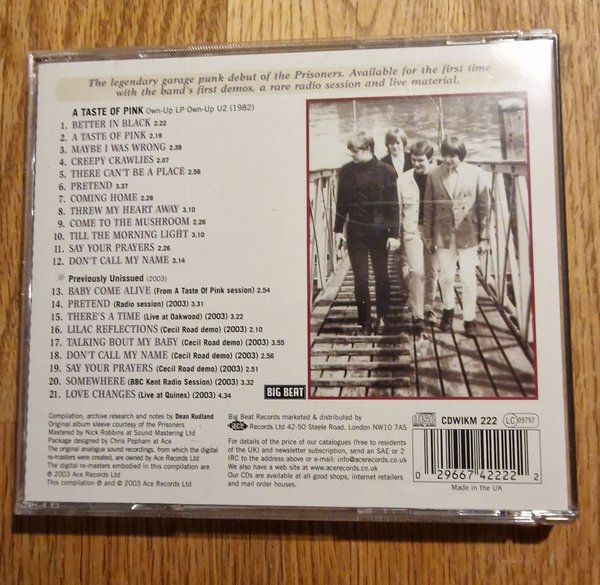 The legendary garage punk debut of the Prisoners. Available for the first time
with the band's first demos, a rare radio session and live material.
A TASTE OF PINK Own-Up LP Own-Up U2 (1982)
1. BETTER IN BLACK 2.22
2. A TASTE OF PINK 2.19
3. MAYBE I WAS WRONG 2.38
4. CREEPY CRAWLIES 2.07
5. THERE CAN'T BE A PLACE 2.56
6. PRETEND 3.37
7. COMING HOME 2.28
8. THREW MY HEART AWAY 3.10
9. COME TO THE MUSHROOM 2.26
10. TILL THE MORNING LIGHT 3.10
11. SAY YOUR PRAYERS 2.26
12. DON'T CALL MY NAME 3.14
Previously Unissued (2003)
13. BABY COME ALIVE (From A Taste Of Pink session) 2.54
14. PRETEND (Radio session) (2003) 3.31
15. THERE'S A TIME (Live at Oakwood) (2003) 3.22
16. LILAC REFLECTIONS (Cecil Road demo) (2003) 2.10
17. TALKING BOUT MY BABY (Cecil Road demo) (2003) 3.55
18. DON'T CALL MY NAME (Cecil Road demo) (2003) 2.56
19. SAY YOUR PRAYERS (Cecil Road demo) (2003) 2.51
20. SOMEWHERE (BBC Kent Radio Session) (2003) 3.32
21. LOVE CHANGES (Live at Quines) (2003) 4.34
BIG BEAT
Compilation, archive research and notes by Dean Rudland
Original album sleeve courtesy of the Prisoners
Mastered by Nick Robbins at Sound Mastering Ltd
Package designed by Chris Popham at Ace
The original analogue sound recordings, from which the digital
re-masters were created, are owned by Ace Records Ltd
The digital re-masters embodied in this compilation are
℗ 2003 Ace Records Ltd
This compilation ℗ and © 2003 Ace Records Ltd
Big Beat Records marketed & distributed by
ACE Records Ltd 42-50 Steele Road, London NW10 7AS
For details of the price of our catalogues (free to residents
of the UK) and newsletter subscription, send an SAE or 2
IRC to the address above or e-mail: info@acerecords.co.uk
We also have a web site at www.acerecords.co.uk
Our CDs are available at all good shops, internet retailers
and mail order houses.
COMPACT disc DIGITAL AUDIO
CDWIKM 222
LC 09797
0 29667 42222 2
Made in the UK